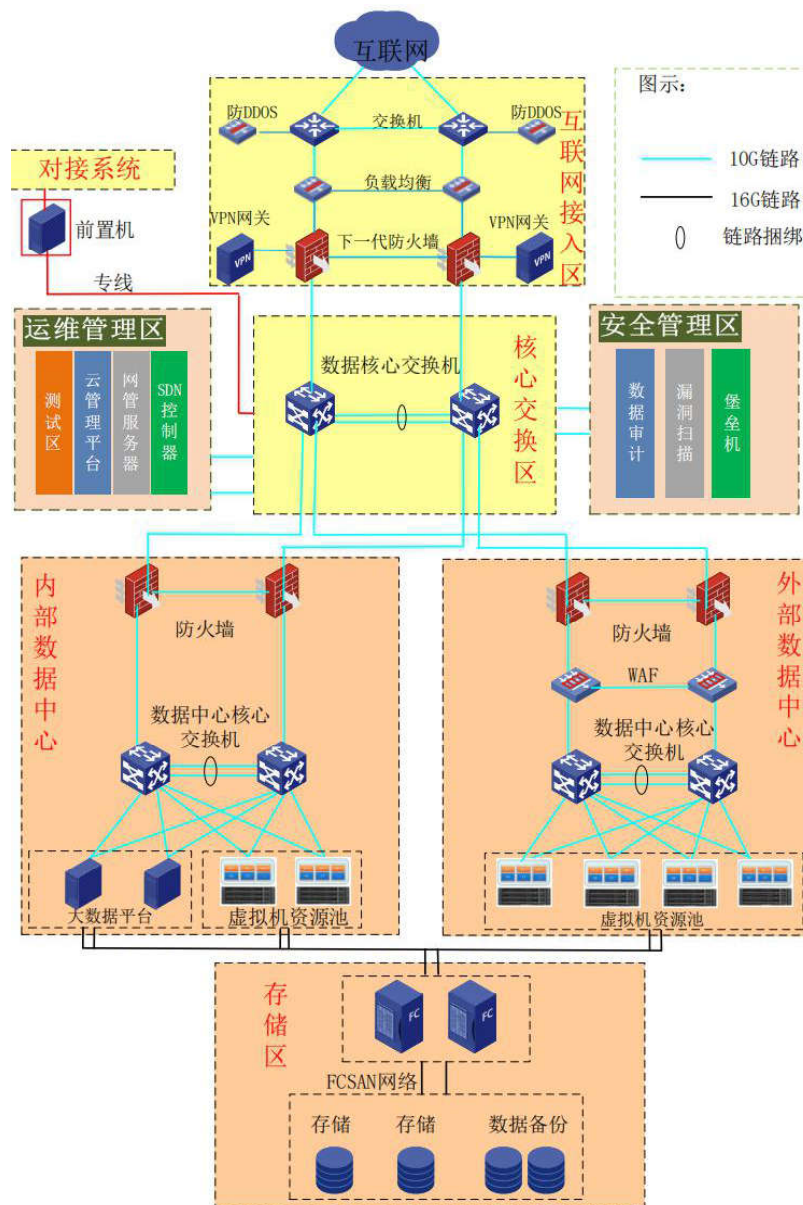 互联网
防DDOS
交换机
防DDOS
互联网接入区
负载均衡
VPN网关
VPN网关
下一代防火墙
VPN
VPN
图示：
10G链路
16G链路
链路捆绑
对接系统
前置机
专线
运维管理区
测试区
云管理平台
网管服务器
SDN
控制器
数据核心交换机
核心交换区
安全管理区
数据审计
漏洞扫描
堡垒机
内部数据中心
防火墙
数据中心核心
交换机
大数据平台
虚拟机资源池
外部数据中心
防火墙
WAF
数据中心核心
交换机
虚拟机资源池
存储区
FC
FC
FCSAN网络
存储
存储
数据备份